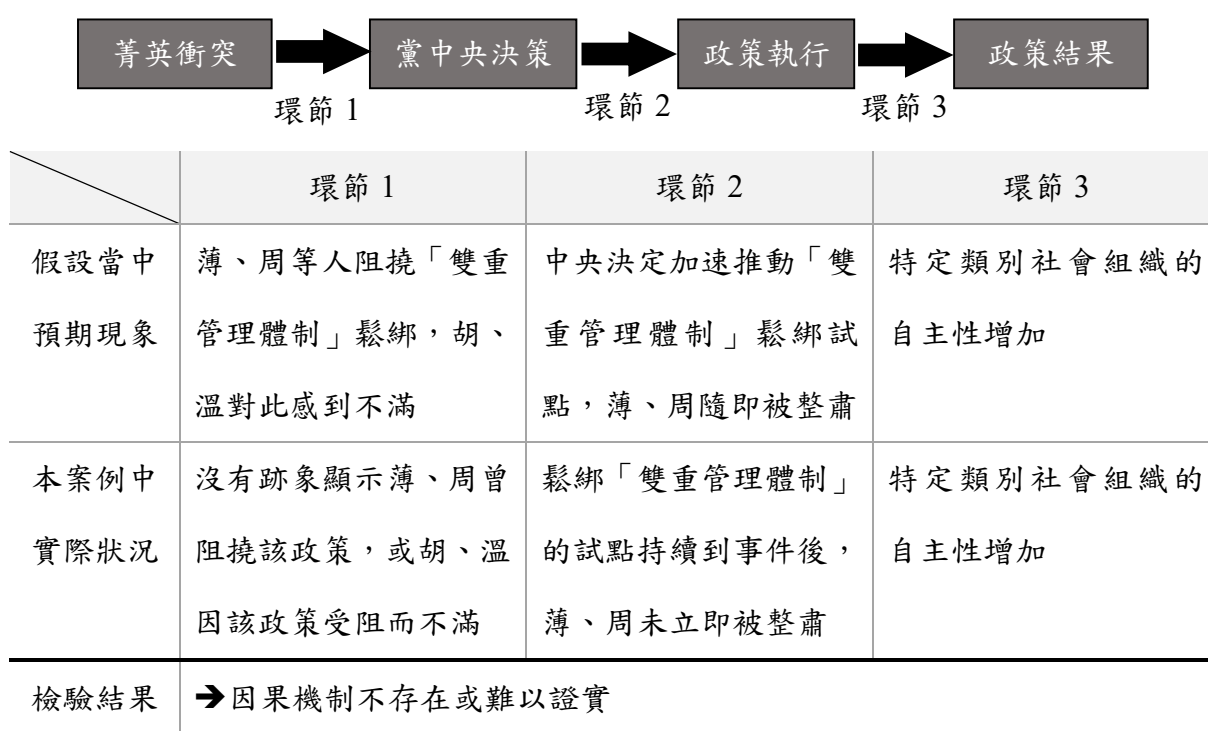 菁英衝突 黨中央決策 政策執行 政策結果
環節 1 環節 2 環節 3
環節 1 環節 2 環節 3
假設當中
預期現象
薄、周等人阻撓「雙重
管理體制」鬆綁，胡、
溫對此感到不滿
中央決定加速推動「雙
重管理體制」鬆綁試
點，薄、周隨即被整肅
特定類別社會組織的
自主性增加
本案例中
實際狀況
沒有跡象顯示薄、周曾
阻撓該政策，或胡、溫
因該政策受阻而不滿
鬆綁「雙重管理體制」
的試點持續到事件後，
薄、周未立即被整肅
特定類別社會組織的
自主性增加
檢驗結果
➔因果機制不存在或難以證實